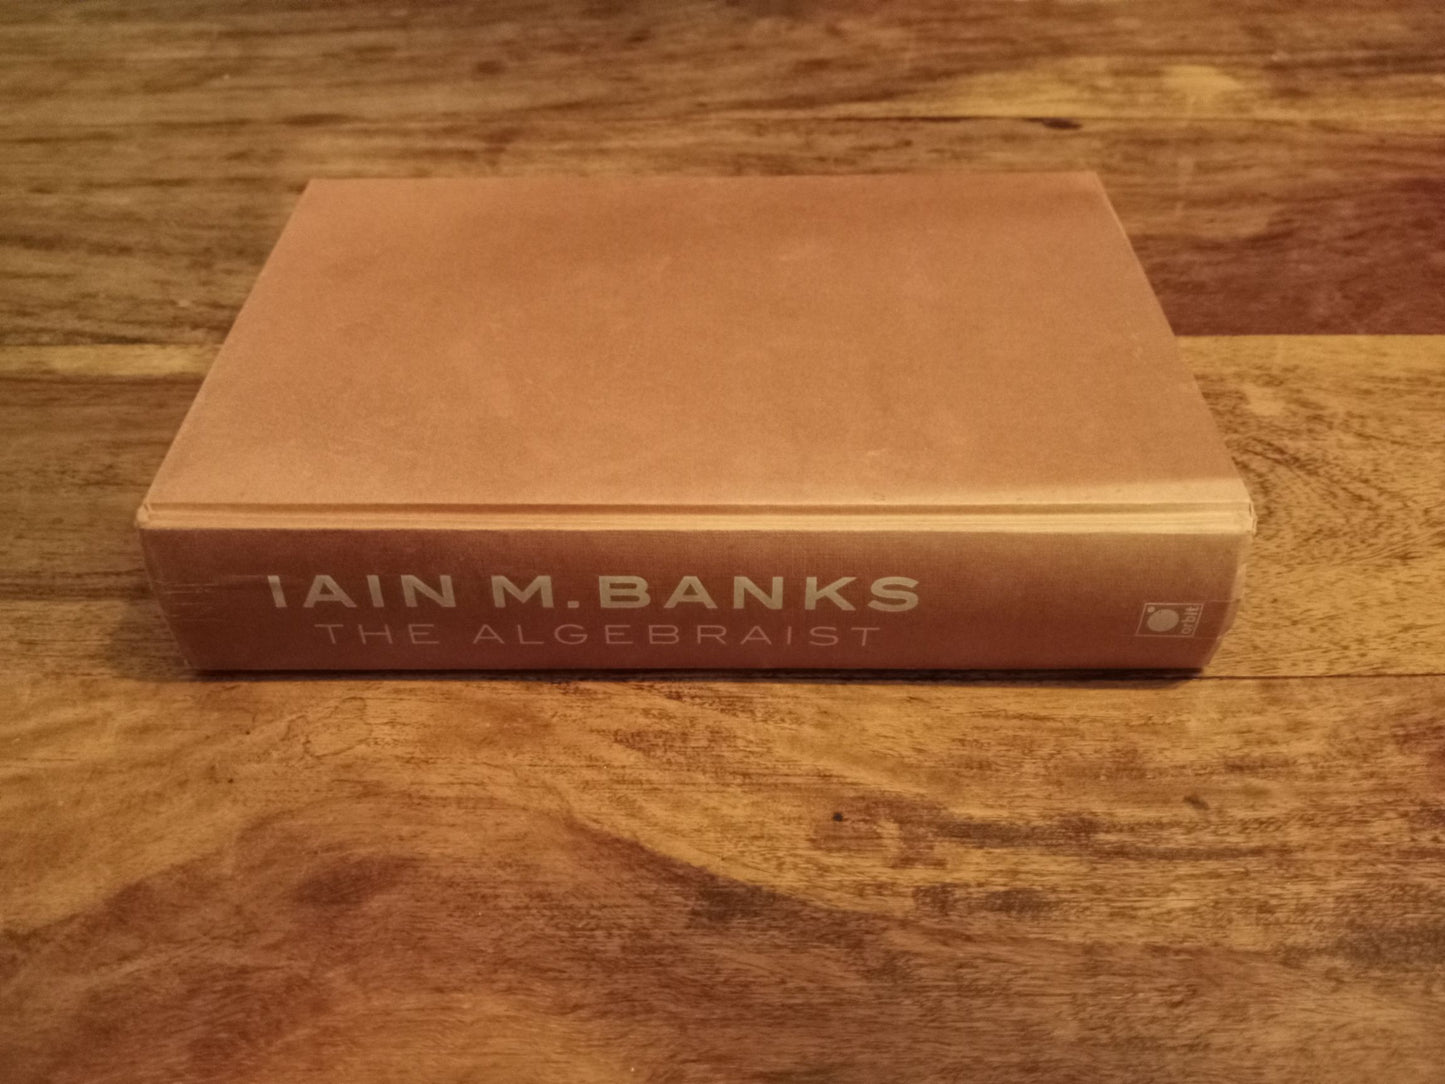 IAIN M. BANKS
THE ALGEBRAIST
orbit